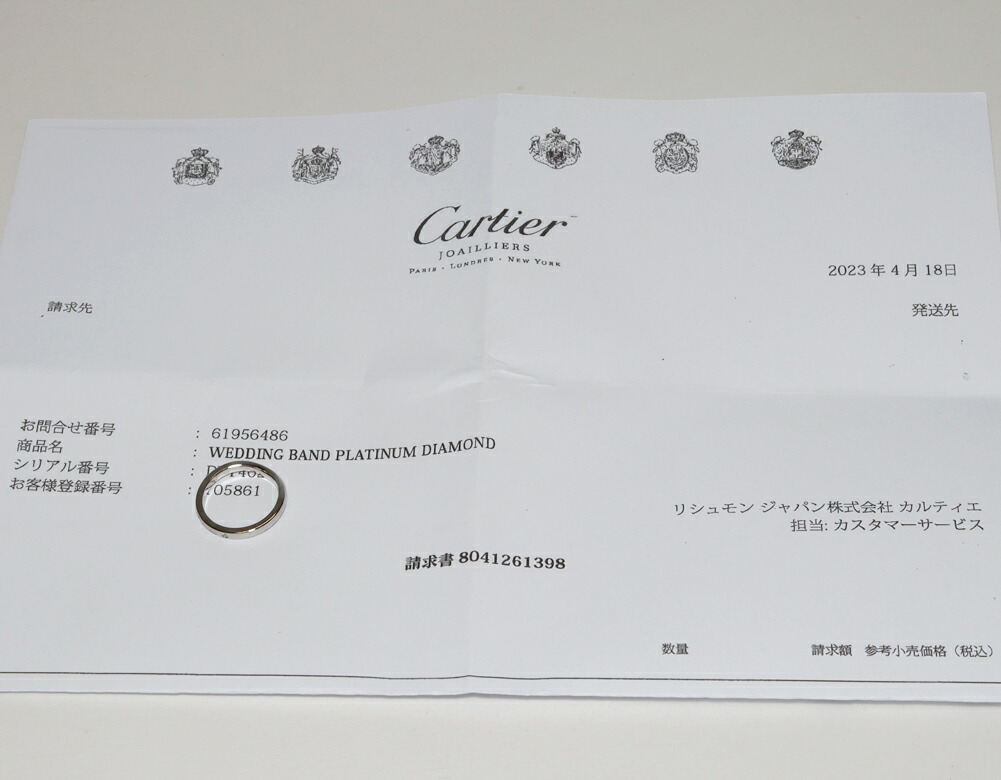 Cartier
JOAILLIERS
PARIS · LONDRES · NEW YORK
2023 年 4 月 18日
請求先
発送先
お問合せ番号 : 61956486
商品名 : WEDDING BAND PLATINUM DIAMOND
シリアル番号 :
お客様登録番号 : 05861
リシュモン ジャパン株式会社 カルティエ
担当: カスタマーサービス
請求書 8041261398
数量 請求額 参考小売価格（税込）